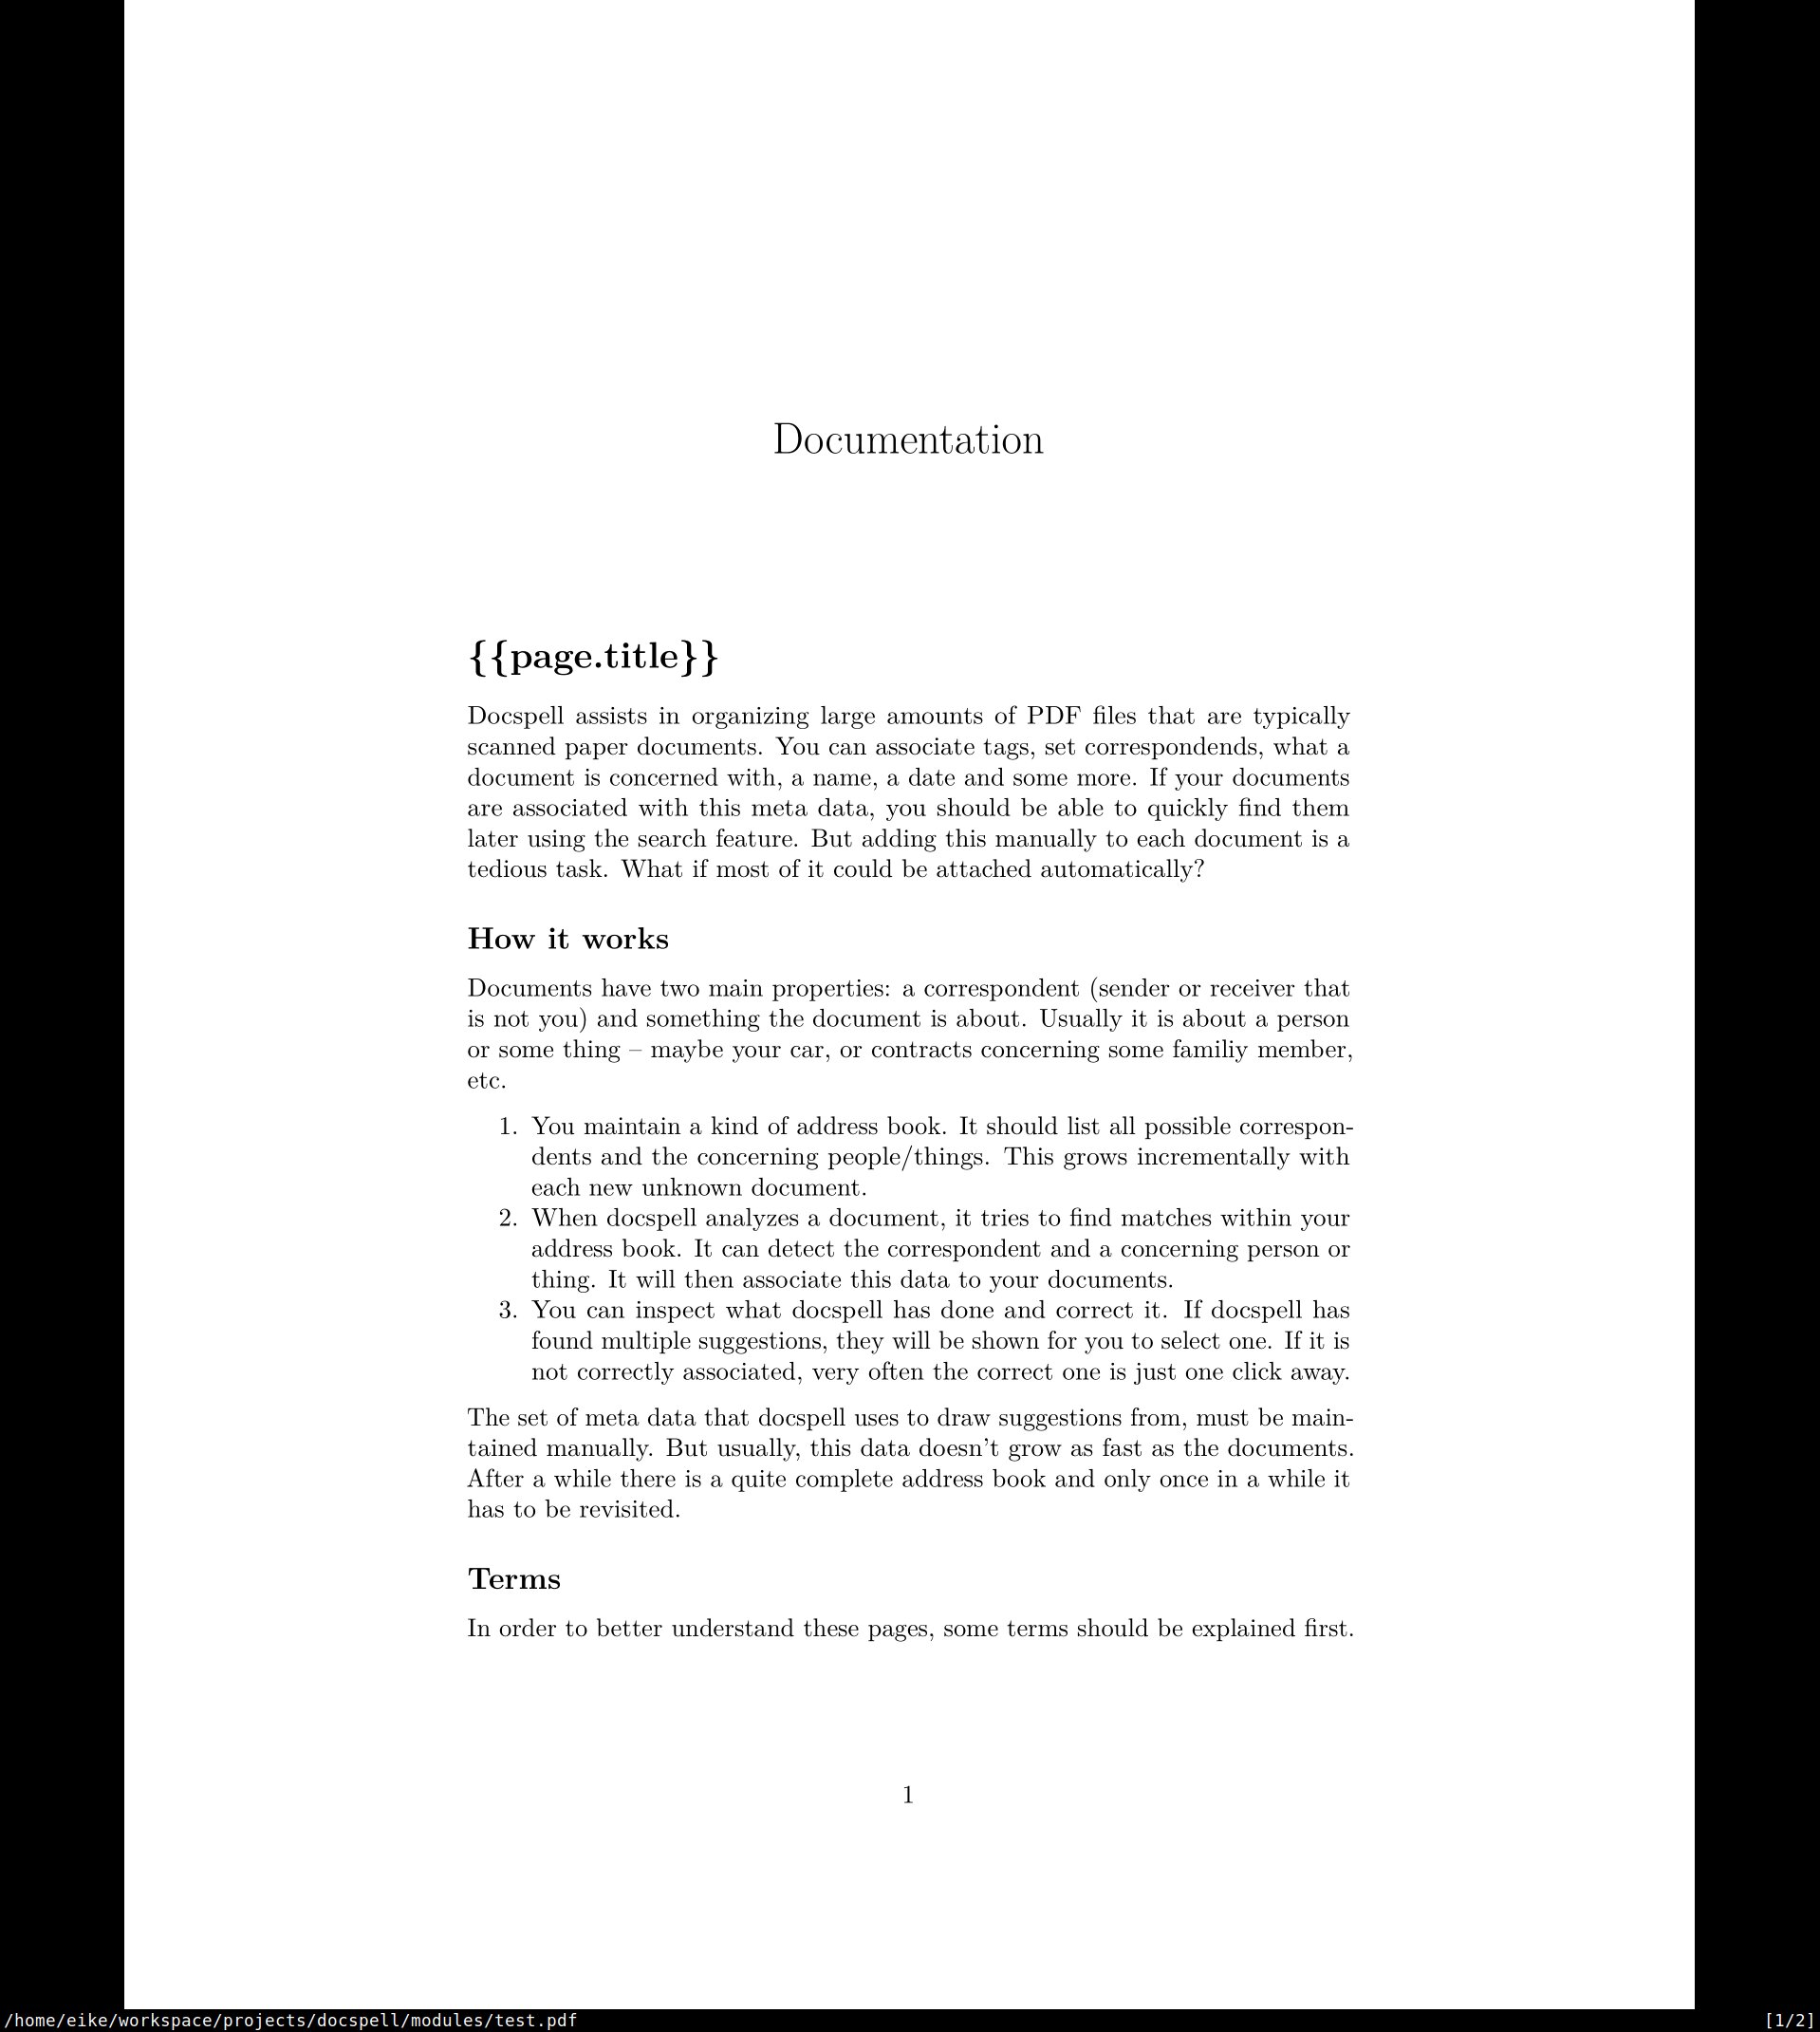 Documentation
{{page.title}}
Docspell assists in organizing large amounts of PDF files that are typically
scanned paper documents. You can associate tags, set correspondends, what a
document is concerned with, a name, a date and some more. If your documents
are associated with this meta data, you should be able to quickly find them
later using the search feature. But adding this manually to each document is a
tedious task. What if most of it could be attached automatically?
How it works
Documents have two main properties: a correspondent (sender or receiver that
is not you) and something the document is about. Usually it is about a person
or some thing – maybe your car, or contracts concerning some familiy member,
etc.
1. You maintain a kind of address book. It should list all possible correspon-
dents and the concerning people/things. This grows incrementally with
each new unknown document.
2. When docspell analyzes a document, it tries to find matches within your
address book. It can detect the correspondent and a concerning person or
thing. It will then associate this data to your documents.
3. You can inspect what docspell has done and correct it. If docspell has
found multiple suggestions, they will be shown for you to select one. If it is
not correctly associated, very often the correct one is just one click away.
The set of meta data that docspell uses to draw suggestions from, must be main-
tained manually. But usually, this data doesn't grow as fast as the documents.
After a while there is a quite complete address book and only once in a while it
has to be revisited.
Terms
In order to better understand these pages, some terms should be explained first.
1
/home/eike/workspace/projects/docspell/modules/test.pdf [1/2]